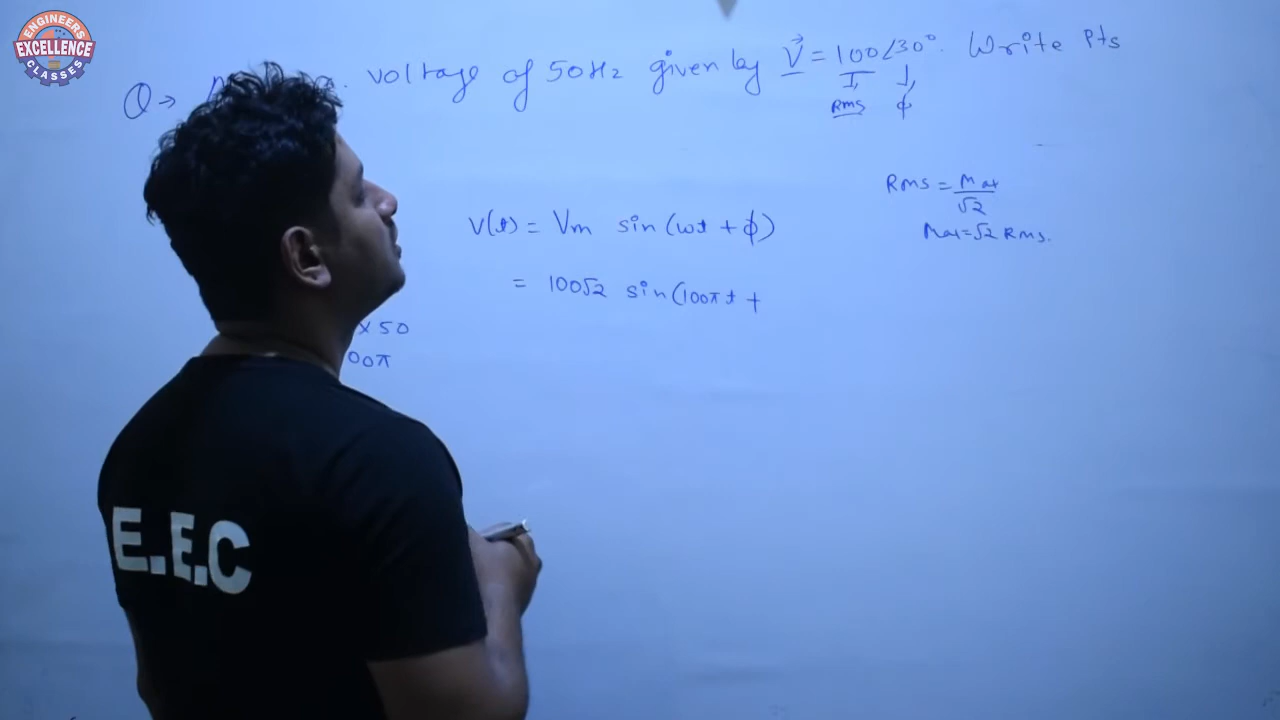 ENGINEERS
EXCELLENCE
CLASSES
Q→ voltage of 50Hz given by V⃗ = 100∠30°. Write its
RMS ϕ
RMS = Max/√2
Max=√2 RMS.
V(t) = Vm sin(ωt + ϕ)
= 100√2 sin(100πt +
x 50
00π
E.E.C